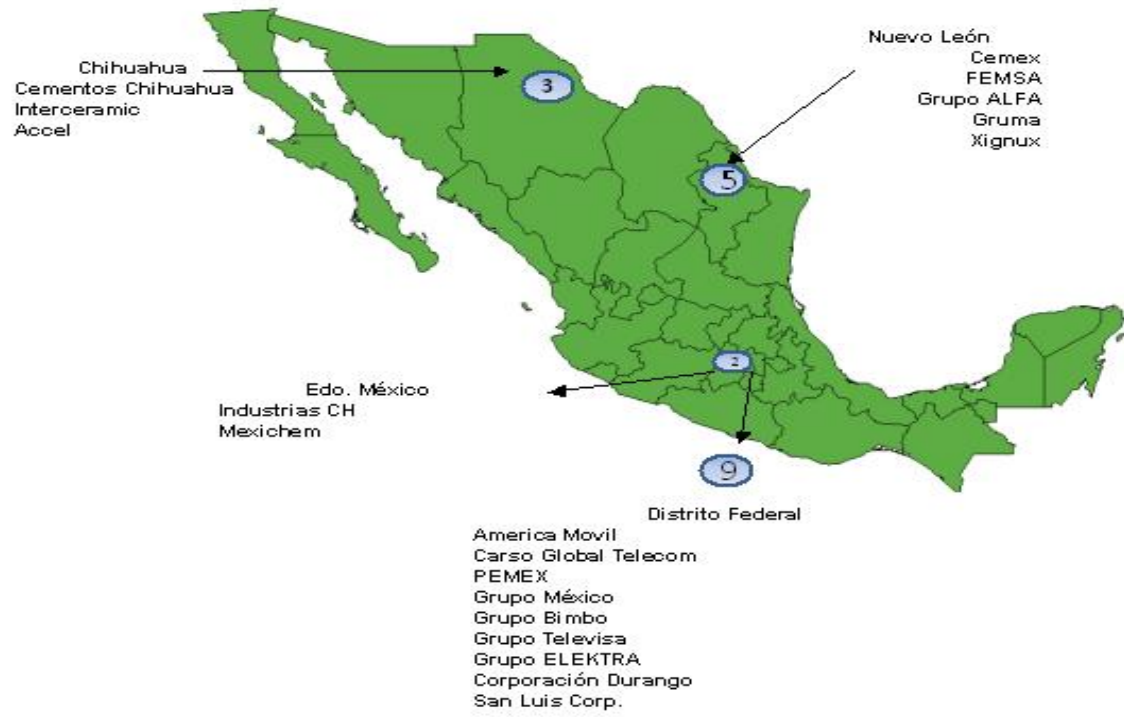 Chihuahua
Cementos Chihuahua
Interceramic
Accel
3
Nuevo León
Cemex
FEMSA
Grupo ALFA
Gruma
Xignux
5
2
Edo. México
Industrias CH
Mexichem
9
Distrito Federal
America Movil
Carso Global Telecom
PEMEX
Grupo México
Grupo Bimbo
Grupo Televisa
Grupo ELEKTRA
Corporación Durango
San Luis Corp.